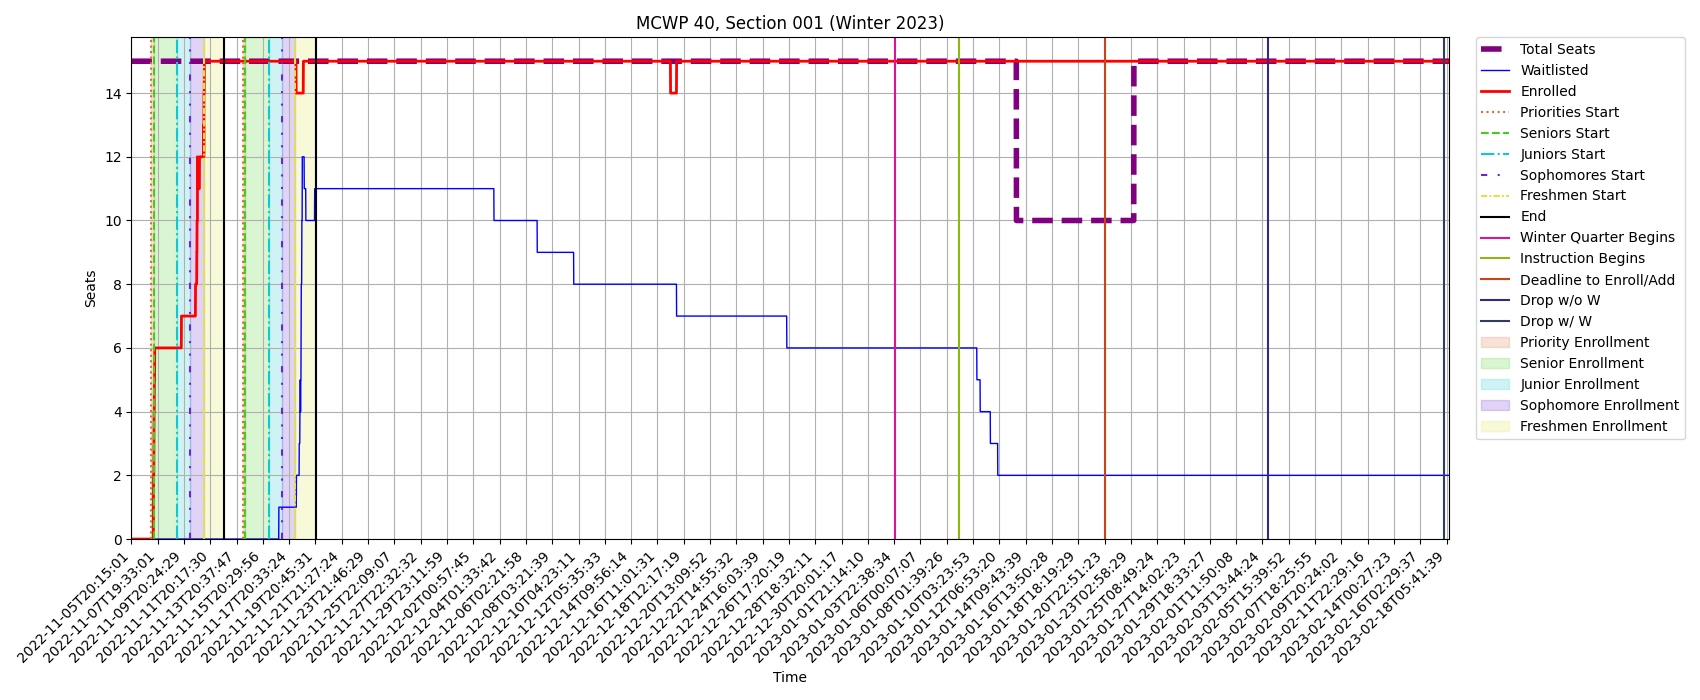 MCWP 40, Section 001 (Winter 2023)
Seats
14
12
10
8
6
4
2
0
2022-11-05T20:15:01
2022-11-07T19:33:01
2022-11-09T20:24:29
2022-11-11T20:17:30
2022-11-13T20:37:47
2022-11-15T20:29:56
2022-11-17T20:33:24
2022-11-19T20:45:31
2022-11-21T21:27:24
2022-11-23T21:46:29
2022-11-25T22:09:07
2022-11-27T22:32:32
2022-11-29T23:11:59
2022-12-02T00:57:45
2022-12-04T01:33:42
2022-12-06T02:21:58
2022-12-08T03:21:39
2022-12-10T04:23:11
2022-12-12T05:35:33
2022-12-14T09:56:14
2022-12-16T11:01:31
2022-12-18T12:17:19
2022-12-20T13:09:52
2022-12-22T14:55:32
2022-12-24T16:03:39
2022-12-26T17:20:19
2022-12-28T18:32:11
2022-12-30T20:01:17
2023-01-01T21:14:10
2023-01-03T22:38:34
2023-01-06T00:07:07
2023-01-08T01:39:26
2023-01-10T03:23:53
2023-01-12T06:53:20
2023-01-14T09:43:39
2023-01-16T13:50:28
2023-01-18T18:19:29
2023-01-20T22:51:23
2023-01-23T02:58:29
2023-01-25T08:49:24
2023-01-27T14:02:23
2023-01-29T18:33:27
2023-02-01T11:50:08
2023-02-03T13:44:24
2023-02-05T15:39:52
2023-02-07T18:25:55
2023-02-09T20:24:02
2023-02-11T22:29:16
2023-02-14T00:27:23
2023-02-16T02:29:37
2023-02-18T05:41:39
Time
Total Seats
Waitlisted
Enrolled
Priorities Start
Seniors Start
Juniors Start
Sophomores Start
Freshmen Start
End
Winter Quarter Begins
Instruction Begins
Deadline to Enroll/Add
Drop w/o W
Drop w/ W
Priority Enrollment
Senior Enrollment
Junior Enrollment
Sophomore Enrollment
Freshmen Enrollment